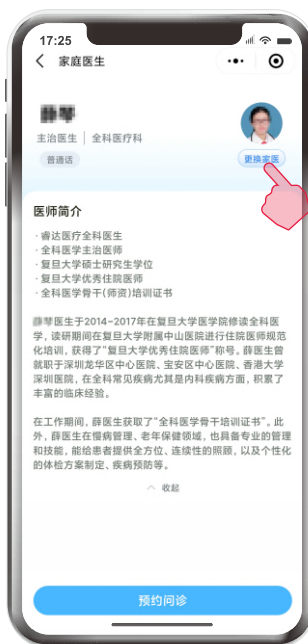 17:25
家庭医生
主治医生 | 全科医疗科
普通话
更换家医
医师简介
· 睿达医疗全科医生
· 全科医学主治医师
· 复旦大学硕士研究生学位
· 复旦大学优秀住院医师
· 全科医学骨干(师资)培训证书
医生于2014-2017年在复旦大学医学院修读全科医
学，读研期间在复旦大学附属中山医院进行住院医师规范
化培训，获得了“复旦大学优秀住院医师”称号。薛医生曾
就职于深圳龙华区中心医院、宝安区中心医院、香港大学
深圳医院，在全科常见疾病尤其是内科疾病方面，积累了
丰富的临床经验。
在工作期间，薛医生获取了“全科医学骨干培训证书”。此
外，薛医生在慢病管理、老年保健领域，也具备专业的管理
和技能，能给患者提供全方位、连续性的照顾，以及个性化
的体检方案制定、疾病预防等。
收起
预约问诊